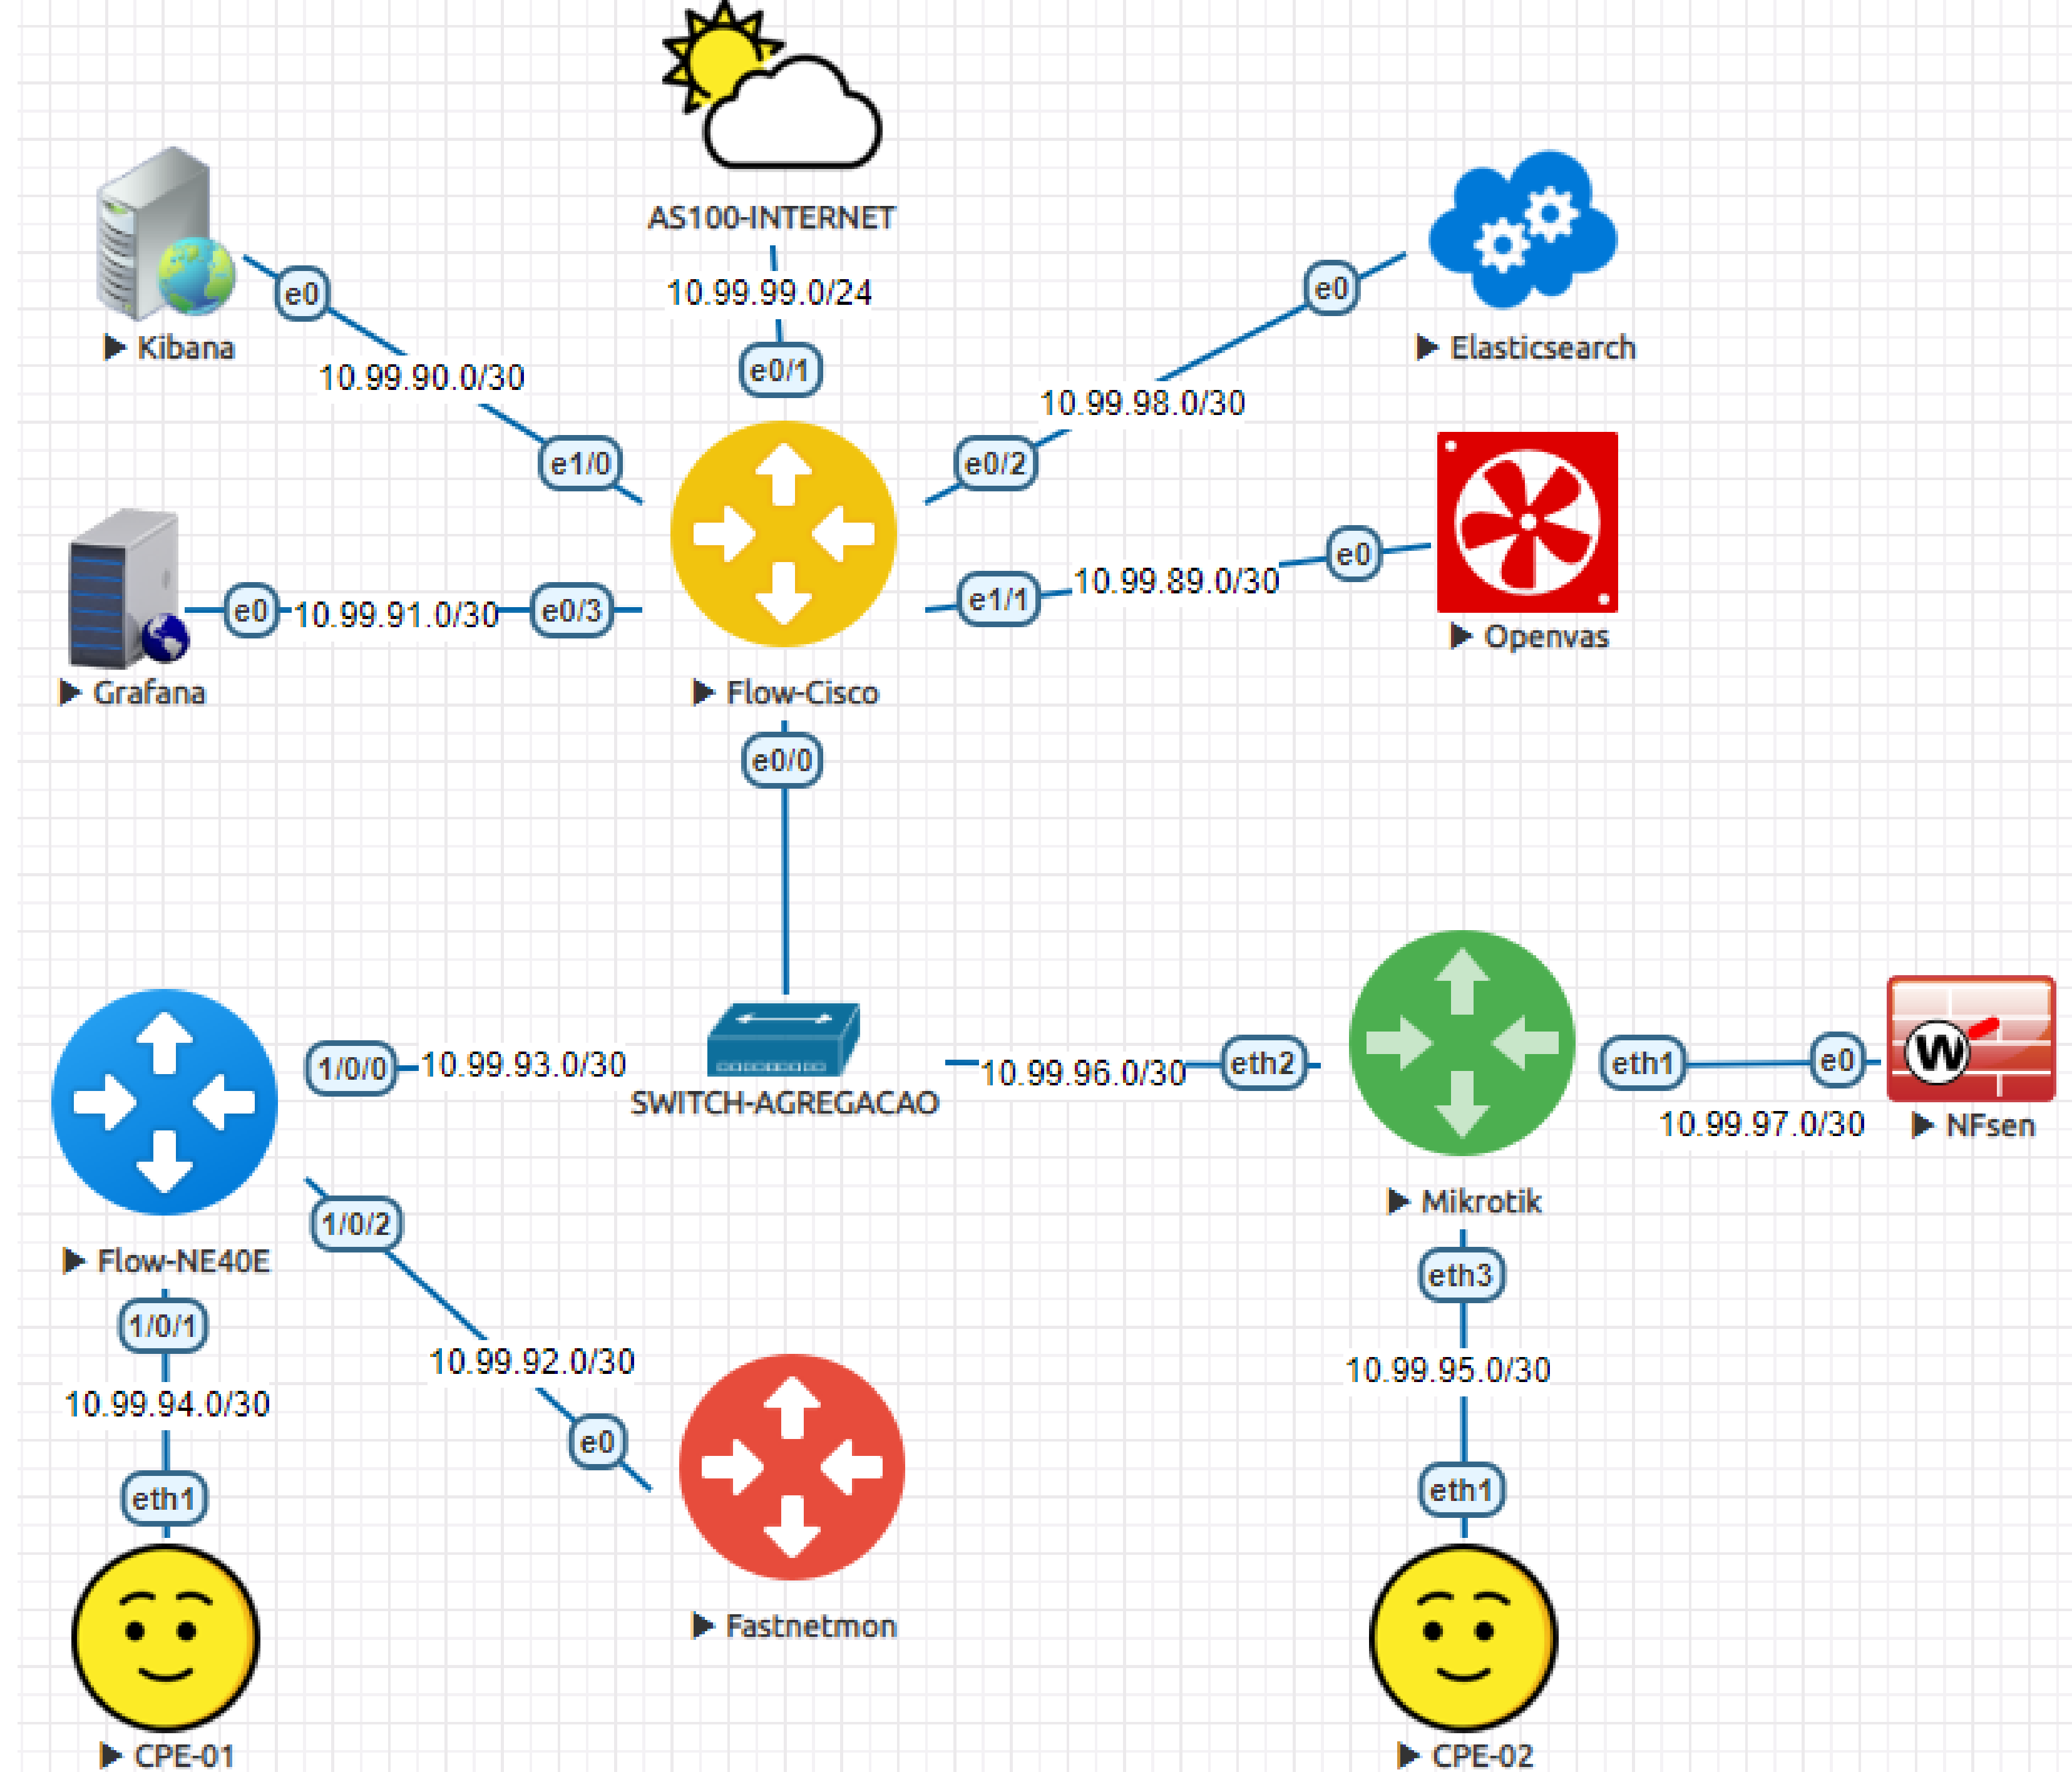 AS100-INTERNET
10.99.99.0/24
e0/1
e0
Kibana
10.99.90.0/30
e1/0
e0
Elasticsearch
10.99.98.0/30
e0/2
e0
Grafana
10.99.91.0/30
e0/3
Flow-Cisco
e1/1
10.99.89.0/30
e0
Openvas
e0/0
1/0/0
10.99.93.0/30
SWITCH-AGREGACAO
10.99.96.0/30
eth2
Mikrotik
eth1
e0
W
10.99.97.0/30
NFsen
Flow-NE40E
1/0/2
1/0/1
10.99.92.0/30
e0
10.99.94.0/30
eth1
Fastnetmon
eth3
10.99.95.0/30
eth1
CPE-01
CPE-02